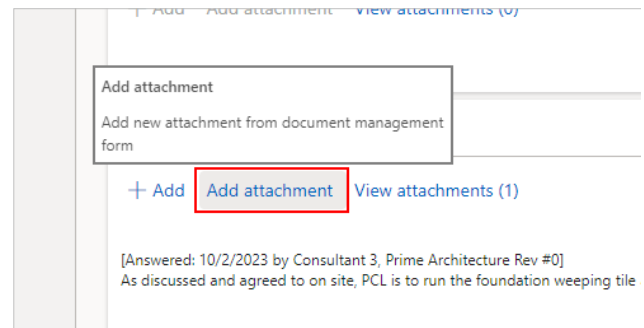 + Add Add attachment View attachments (0)
Add attachment
Add new attachment from document management
form
+ Add Add attachment View attachments (1)
[Answered: 10/2/2023 by Consultant 3, Prime Architecture Rev #0]
As discussed and agreed to on site, PCL is to run the foundation weeping tile